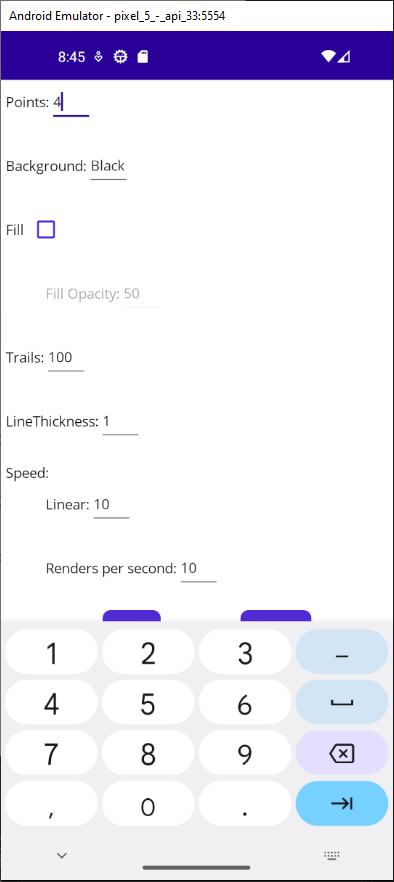 Android Emulator - pixel_5_-_api_33:5554
8:45
Points: 4
Background: Black
Fill
Fill Opacity: 50
Trails: 100
LineThickness: 1
Speed:
Linear: 10
Renders per second: 10
1 2 3 –
4 5 6
7 8 9
, 0 .